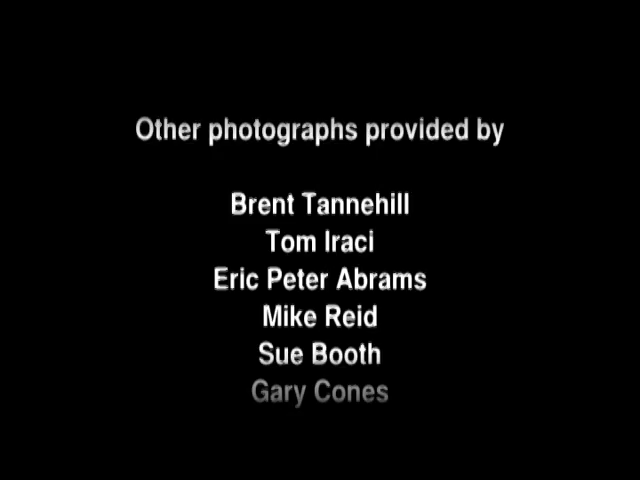 Other photographs provided by
Brent Tannehill
Tom Iraci
Eric Peter Abrams
Mike Reid
Sue Booth
Gary Cones